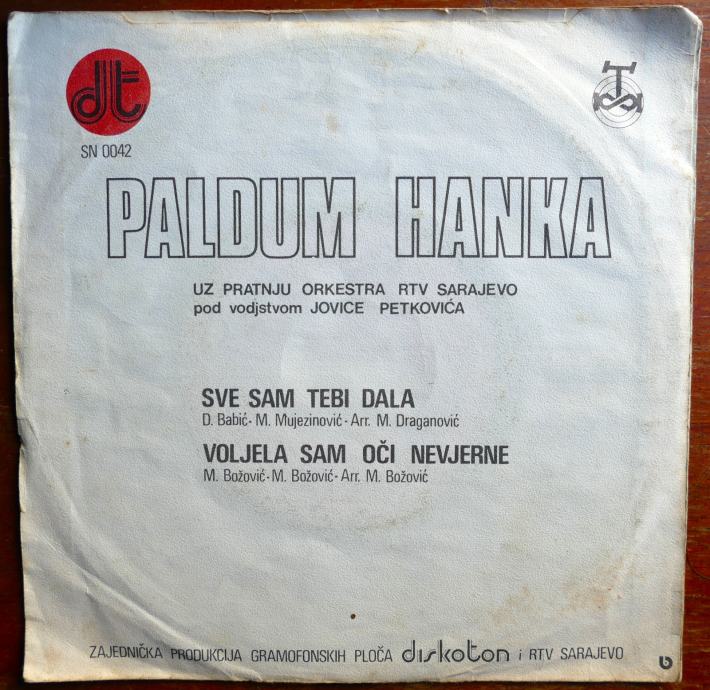 dt
SN 0042
PALDUM HANKA
UZ PRATNJU ORKESTRA RTV SARAJEVO
pod vodjstvom JOVICE PETKOVIĆA
SVE SAM TEBI DALA
D. Babić · M. Mujezinović · Arr. M. Draganović
VOLJELA SAM OČI NEVJERNE
M. Božović · M. Božović · Arr. M. Božović
ZAJEDNIČKA PRODUKCIJA GRAMOFONSKIH PLOČA diskoton i RTV SARAJEVO
b